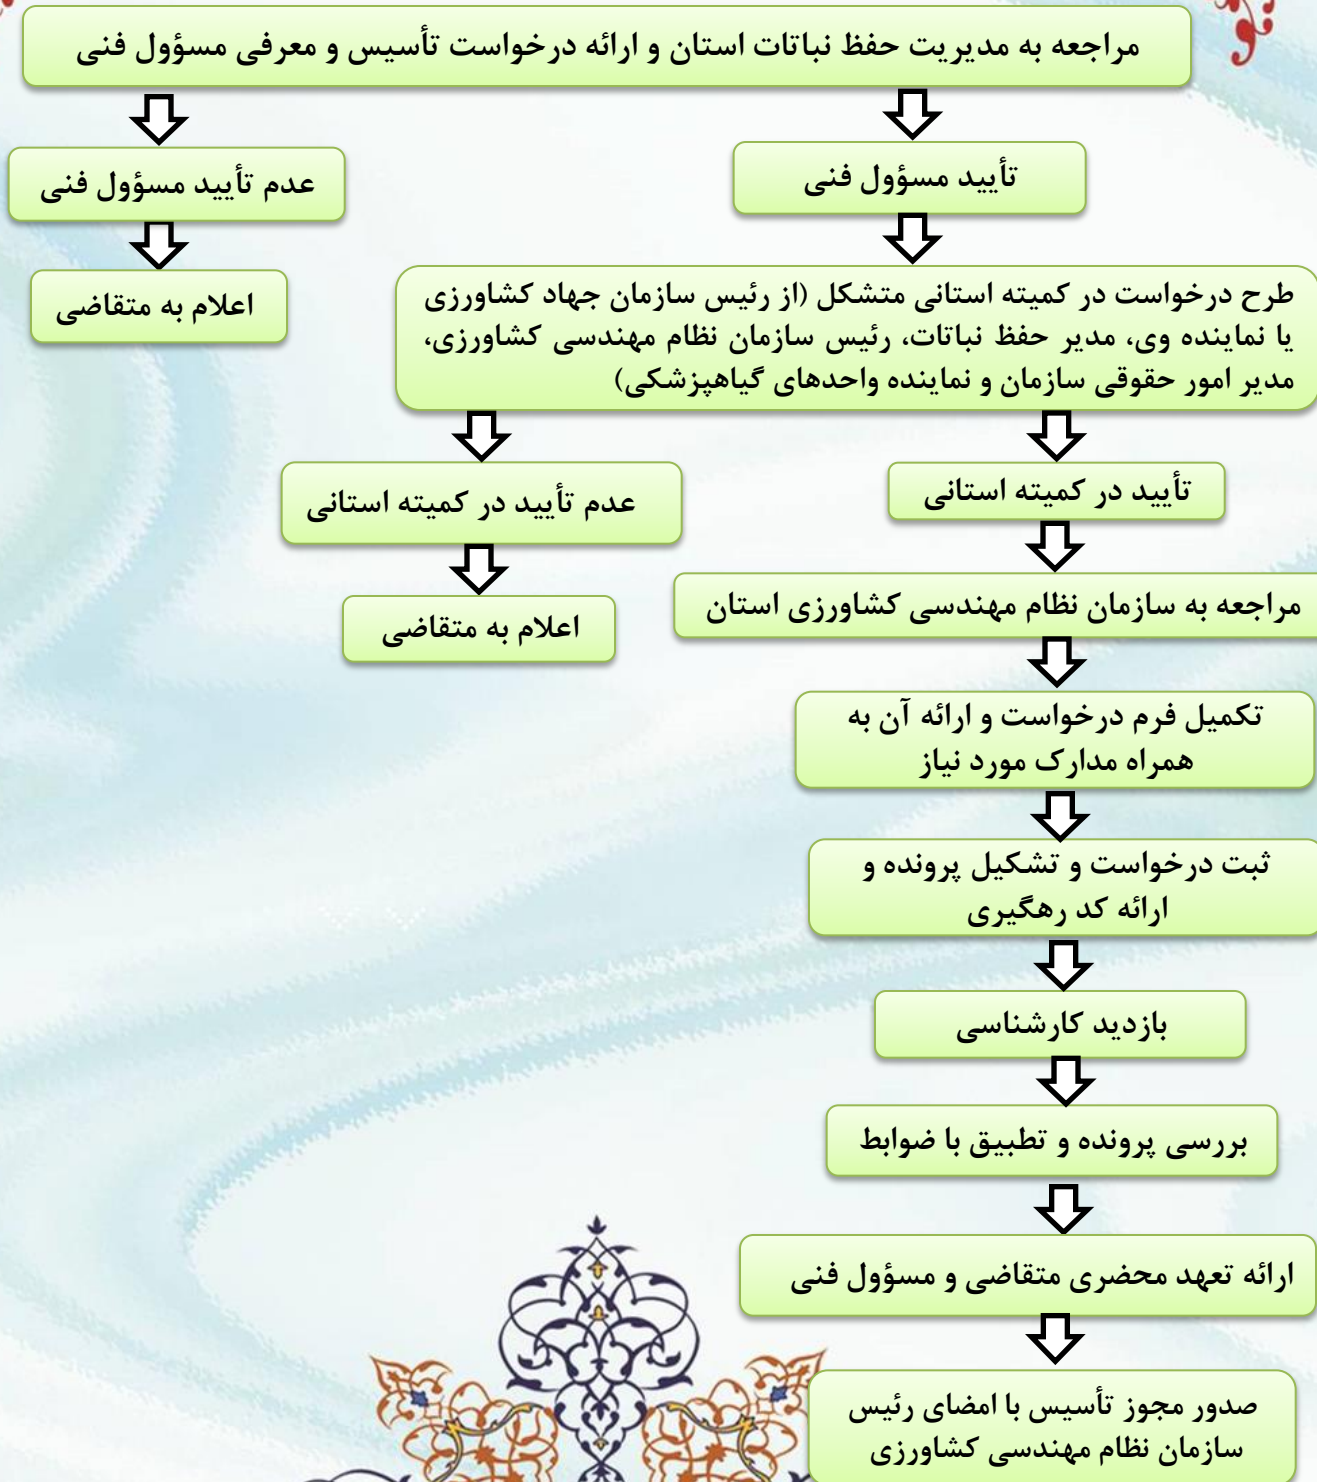 مراجعه به مدیریت حفظ نباتات استان و ارائه درخواست تأسیس و معرفی مسؤول فنی
تأیید مسؤول فنی
عدم تأیید مسؤول فنی
اعلام به متقاضی
طرح درخواست در کمیته استانی متشکل (از رئیس سازمان جهاد کشاورزی
یا نماینده وی، مدیر حفظ نباتات، رئیس سازمان نظام مهندسی کشاورزی،
مدیر امور حقوقی سازمان و نماینده واحدهای گیاهپزشکی)
تأیید در کمیته استانی
عدم تأیید در کمیته استانی
اعلام به متقاضی
مراجعه به سازمان نظام مهندسی کشاورزی استان
تکمیل فرم درخواست و ارائه آن به
همراه مدارک مورد نیاز
ثبت درخواست و تشکیل پرونده و
ارائه کد رهگیری
بازدید کارشناسی
بررسی پرونده و تطبیق با ضوابط
ارائه تعهد محضری متقاضی و مسؤول فنی
صدور مجوز تأسیس با امضای رئیس
سازمان نظام مهندسی کشاورزی